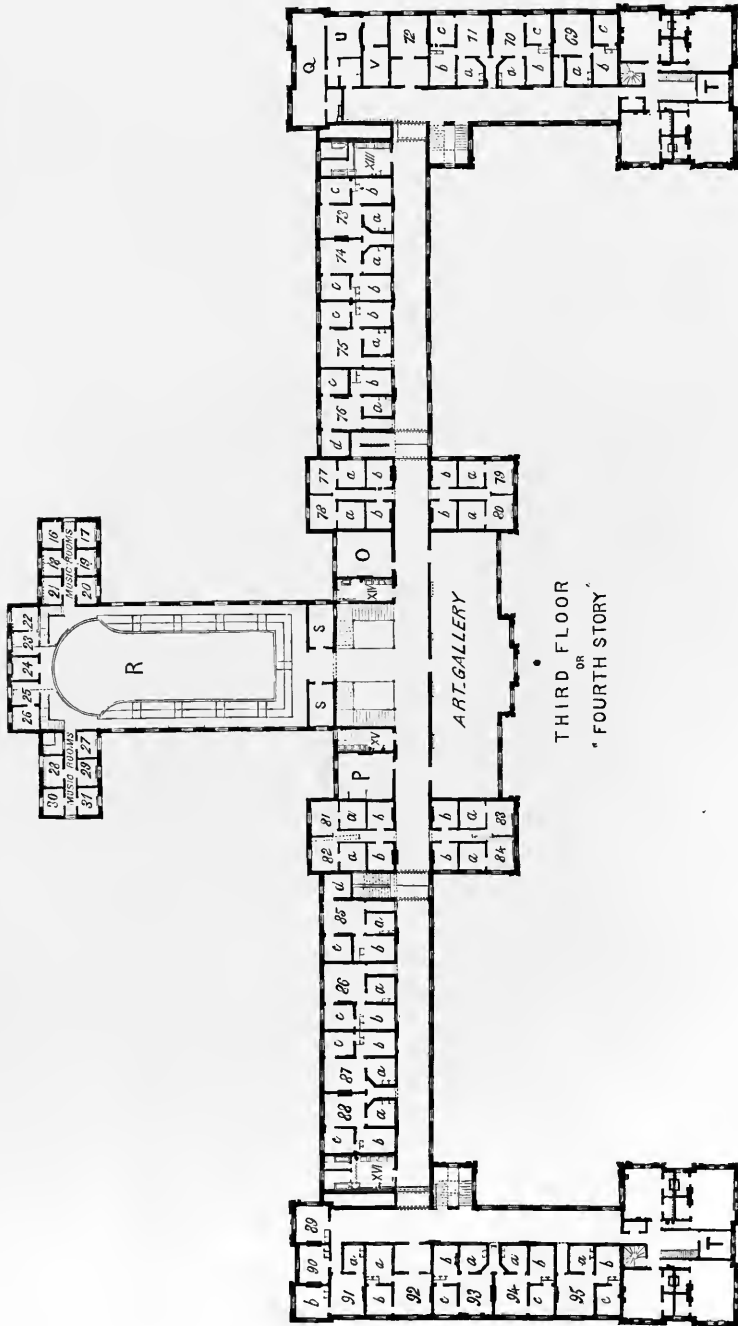 26 25 24 23 22
30 28 21 18 16
MUSIC ROOMS MUSIC ROOMS
31 29 27 20 19 17
R
S S
b 90 89
91 a
b a
92
c 93 b a
94 a c b
95 a c b
T
XVI
c 88 b a
87 c a b
c 86 b a
c 85 d b a
82 81
a a
b b
P XV
XIV O
78 77
a a
b b
d 76 c a b
75 c a b
c 74 b a
73 c a b
XIII
Q
U
V
72
c 71 b a
70 c a b
69 c a b
T
b b
a a
84 83
ART GALLERY
b b
a a
80 79
THIRD FLOOR
OR
"FOURTH STORY"